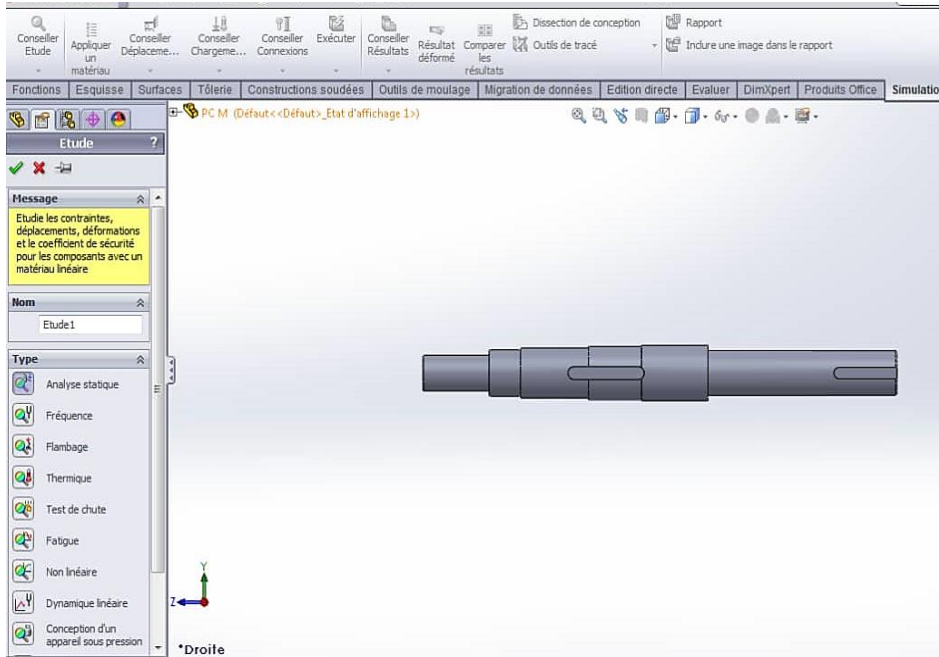 Conseiller Etude
Appliquer un matériau
Conseiller Déplaceme...
Conseiller Chargeme...
Conseiller Connexions
Exécuter
Conseiller Résultats
Résultat déformé
Comparer les résultats
Dissection de conception
Outils de tracé
Rapport
Indure une image dans le rapport
Fonctions Esquisse Surfaces Tôlerie Constructions soudées Outils de moulage Migration de données Edition directe Evaluer DimXpert Produits Office Simulatio
PC M (Défaut<<Défaut>_Etat d'affichage 1>)
Etude ?
Message
Etudie les contraintes,
déplacements, déformations
et le coefficient de sécurité
pour les composants avec un
matériau linéaire
Nom
Etude1
Type
Analyse statique
Fréquence
Flambage
Thermique
Test de chute
Fatigue
Non linéaire
Dynamique linéaire
Conception d'un
appareil sous pression
Y
Z
*Droite